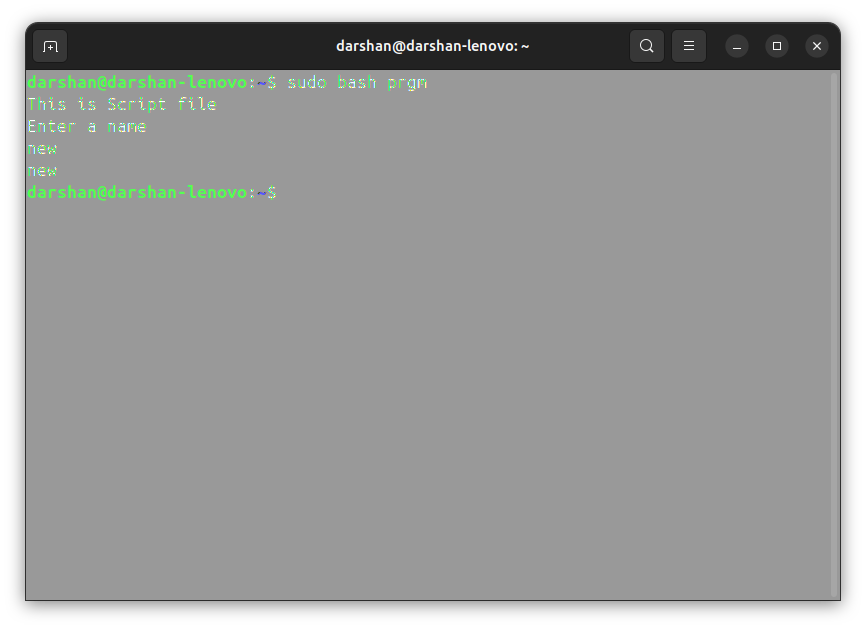 darshan@darshan-lenovo: ~
darshan@darshan-lenovo:~$ sudo bash prgm
This is Script file
Enter a name
new
new
darshan@darshan-lenovo:~$